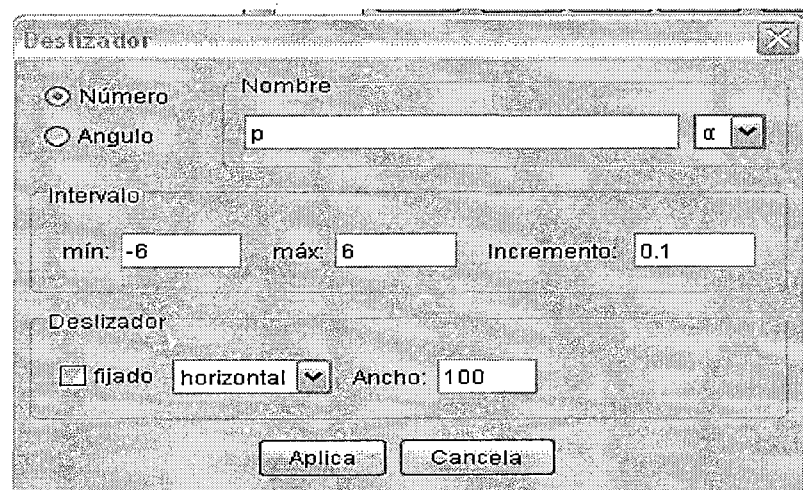 Deslizador
Número
Nombre
Angulo
p
α
Intervalo
mín: -6 máx: 6 Incremento: 0.1
Deslizador
fijado horizontal Ancho: 100
Aplica Cancela